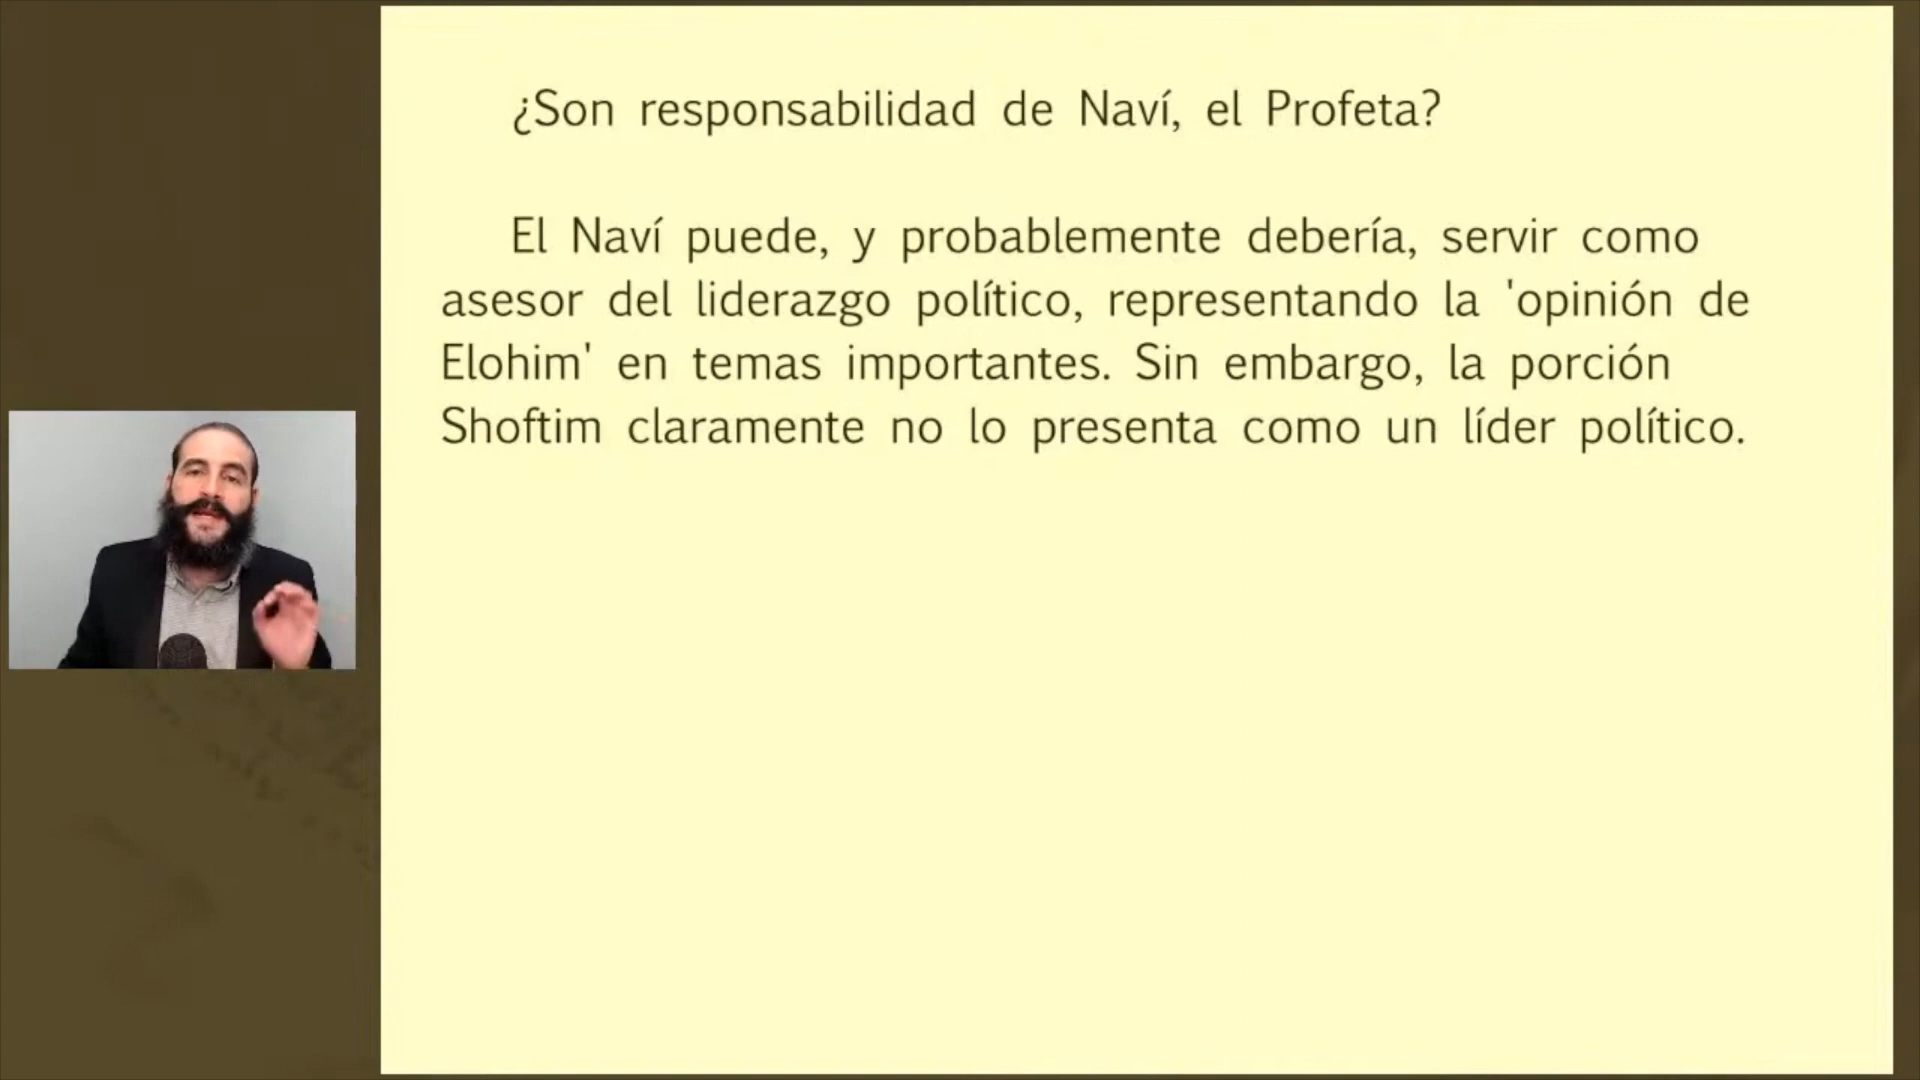 ¿Son responsabilidad de Naví, el Profeta?
El Naví puede, y probablemente debería, servir como
asesor del liderazgo político, representando la 'opinión de
Elohim' en temas importantes. Sin embargo, la porción
Shoftim claramente no lo presenta como un líder político.